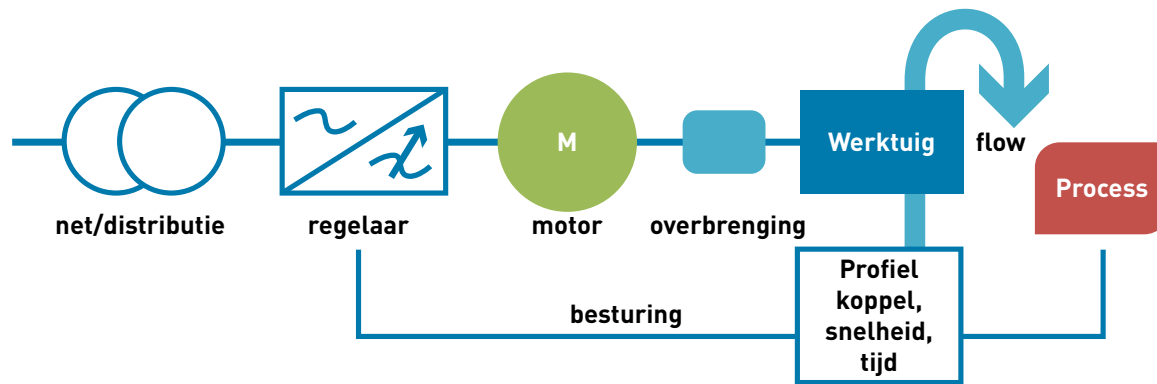 M
Werktuig
flow
Process
net/distributie
regelaar
motor
overbrenging
Profiel
koppel,
snelheid,
tijd
besturing